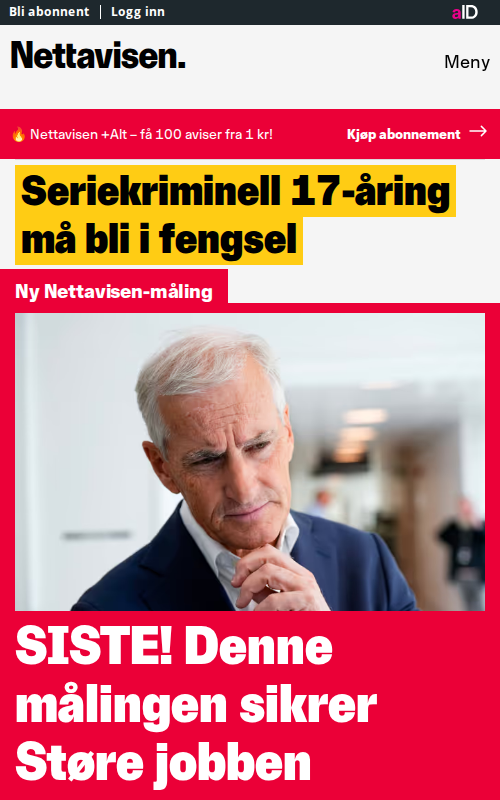 Bli abonnent | Logg inn
aID
Nettavisen.
Meny
🔥 Nettavisen +Alt – få 100 aviser fra 1 kr!
Kjøp abonnement →
Seriekriminell 17-åring
må bli i fengsel
Ny Nettavisen-måling
SISTE! Denne
målingen sikrer
Støre jobben